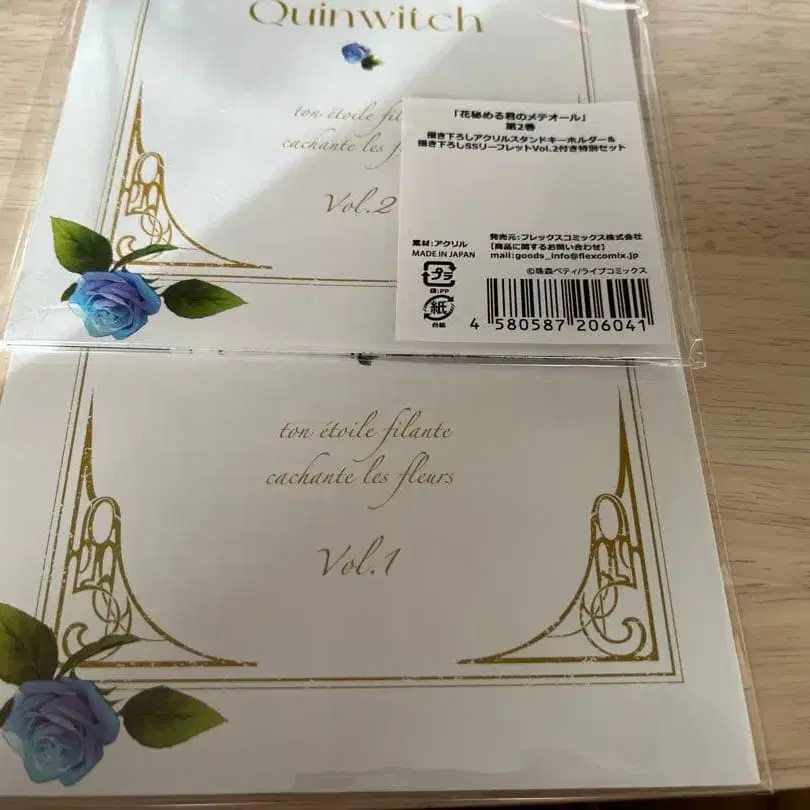 Quinwitch
ton étoile fil
cachante les f
Vol.2
「花秘める君のメテオール」
第2巻
描き下ろしアクリルスタンドキーホルダー&
描き下ろしSSリーフレットVol.2付き特別セット
素材:アクリル
MADE IN JAPAN
プラ
袋:PP
紙
台紙
発売元:フレックスコミックス株式会社
【商品に関するお問い合わせ】
mail:goods_info@flexcomix.jp
©珠森ベティ/ライブコミックス
4 580587 206041
ton étoile filante
cachante les fleurs
Vol.1